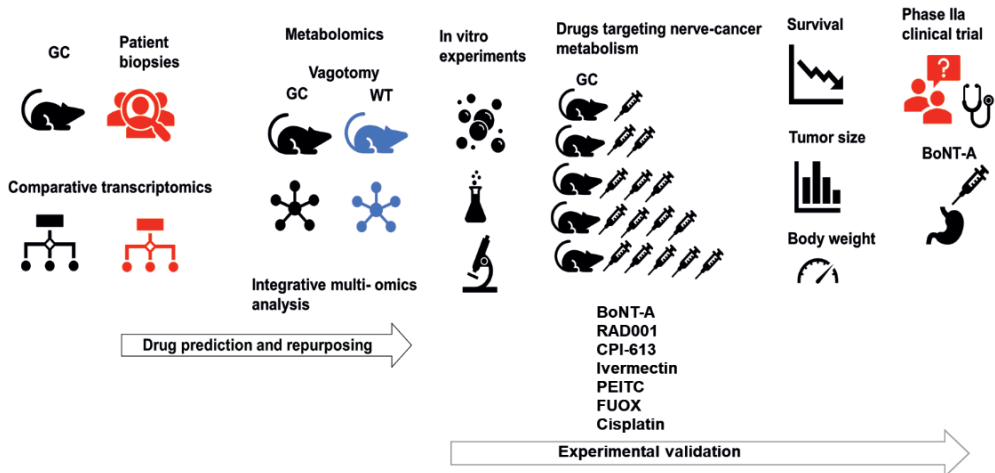 GC
Patient
biopsies
Comparative transcriptomics
Metabolomics
Vagotomy
GC
WT
Integrative multi- omics
analysis
Drug prediction and repurposing
In vitro
experiments
Drugs targeting nerve-cancer
metabolism
GC
BoNT-A
RAD001
CPI-613
Ivermectin
PEITC
FUOX
Cisplatin
Survival
Tumor size
Body weight
Phase IIa
clinical trial
?
BoNT-A
Experimental validation